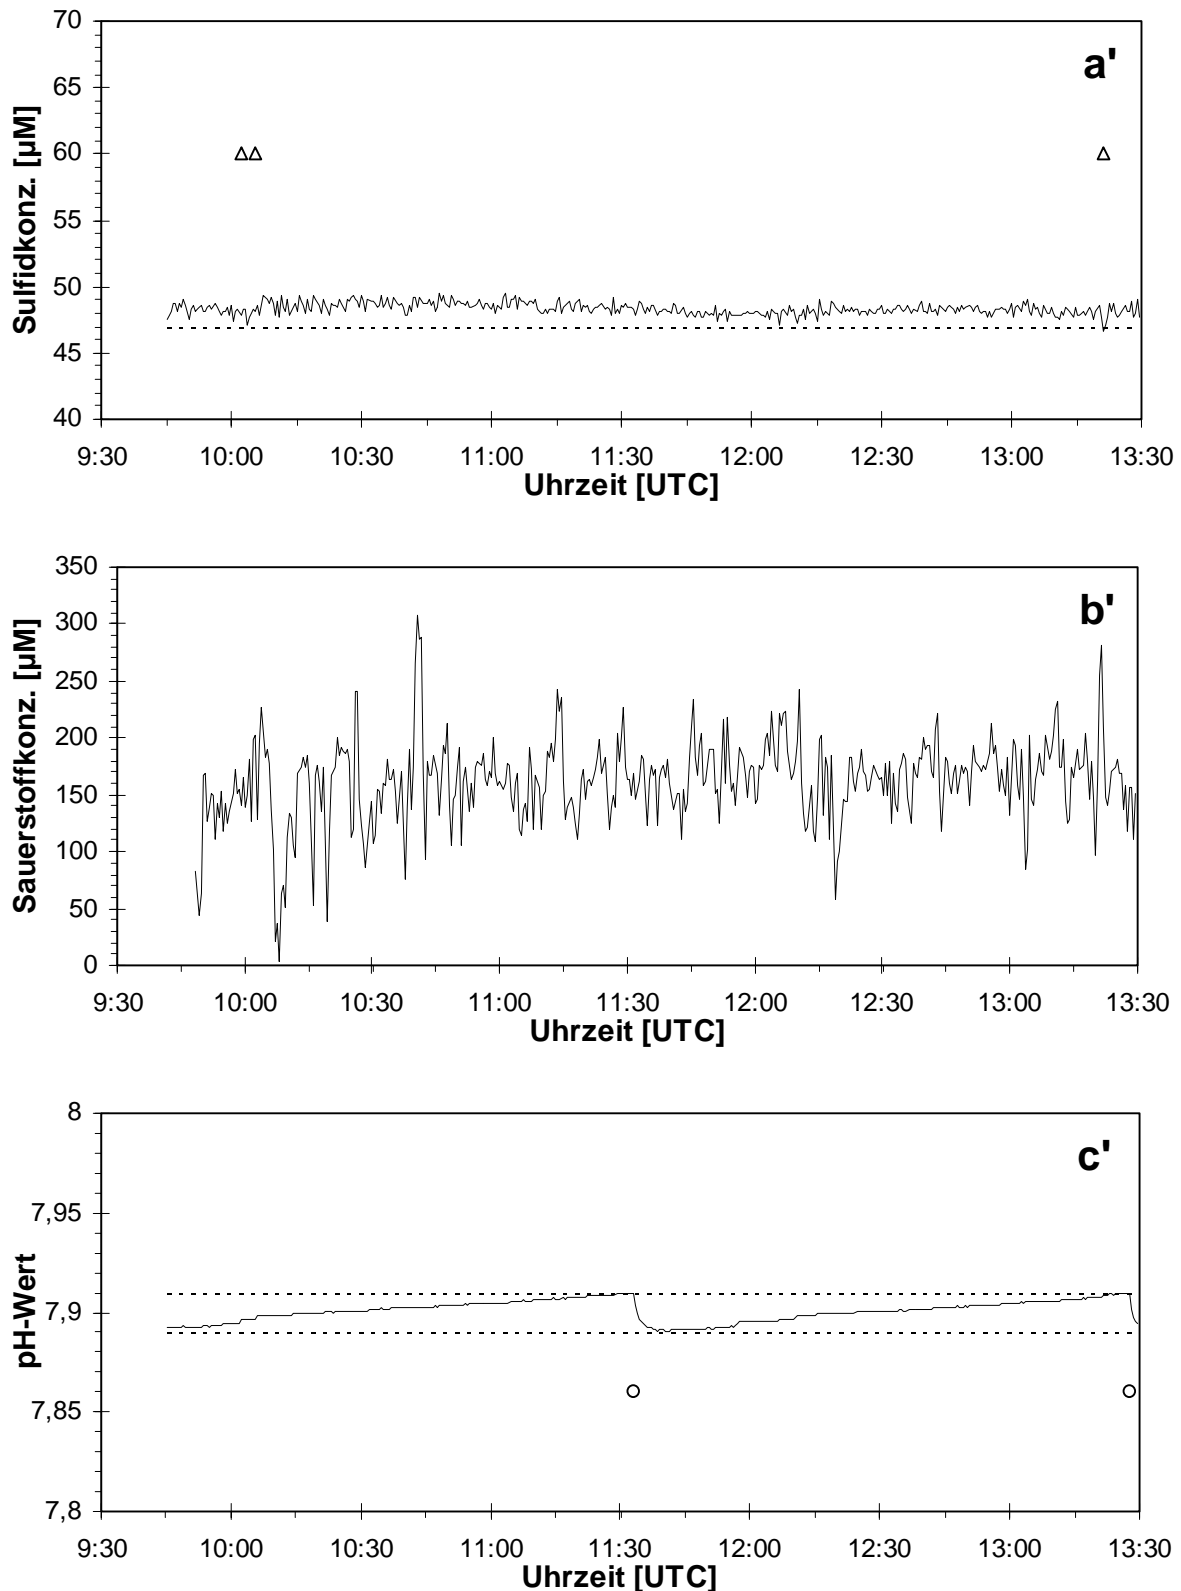 70
a'
65
60
55
50
45
40
Sulfidkonz. [µM]
9:30 10:00 10:30 11:00 11:30 12:00 12:30 13:00 13:30
Uhrzeit [UTC]
350
b'
300
250
200
150
100
50
0
Sauerstoffkonz. [µM]
9:30 10:00 10:30 11:00 11:30 12:00 12:30 13:00 13:30
Uhrzeit [UTC]
8
c'
7,95
7,9
7,85
7,8
pH-Wert
9:30 10:00 10:30 11:00 11:30 12:00 12:30 13:00 13:30
Uhrzeit [UTC]